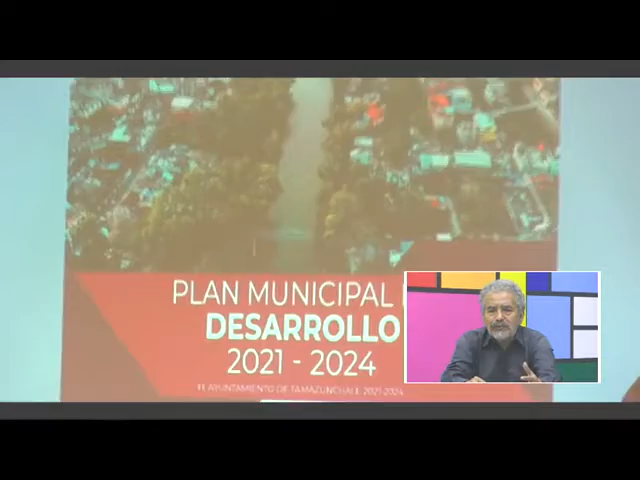 PLAN MUNICIPAL
DESARROLLO
2021 - 2024
H. AYUNTAMIENTO DE TAMAZUNCHALE 2021-2024